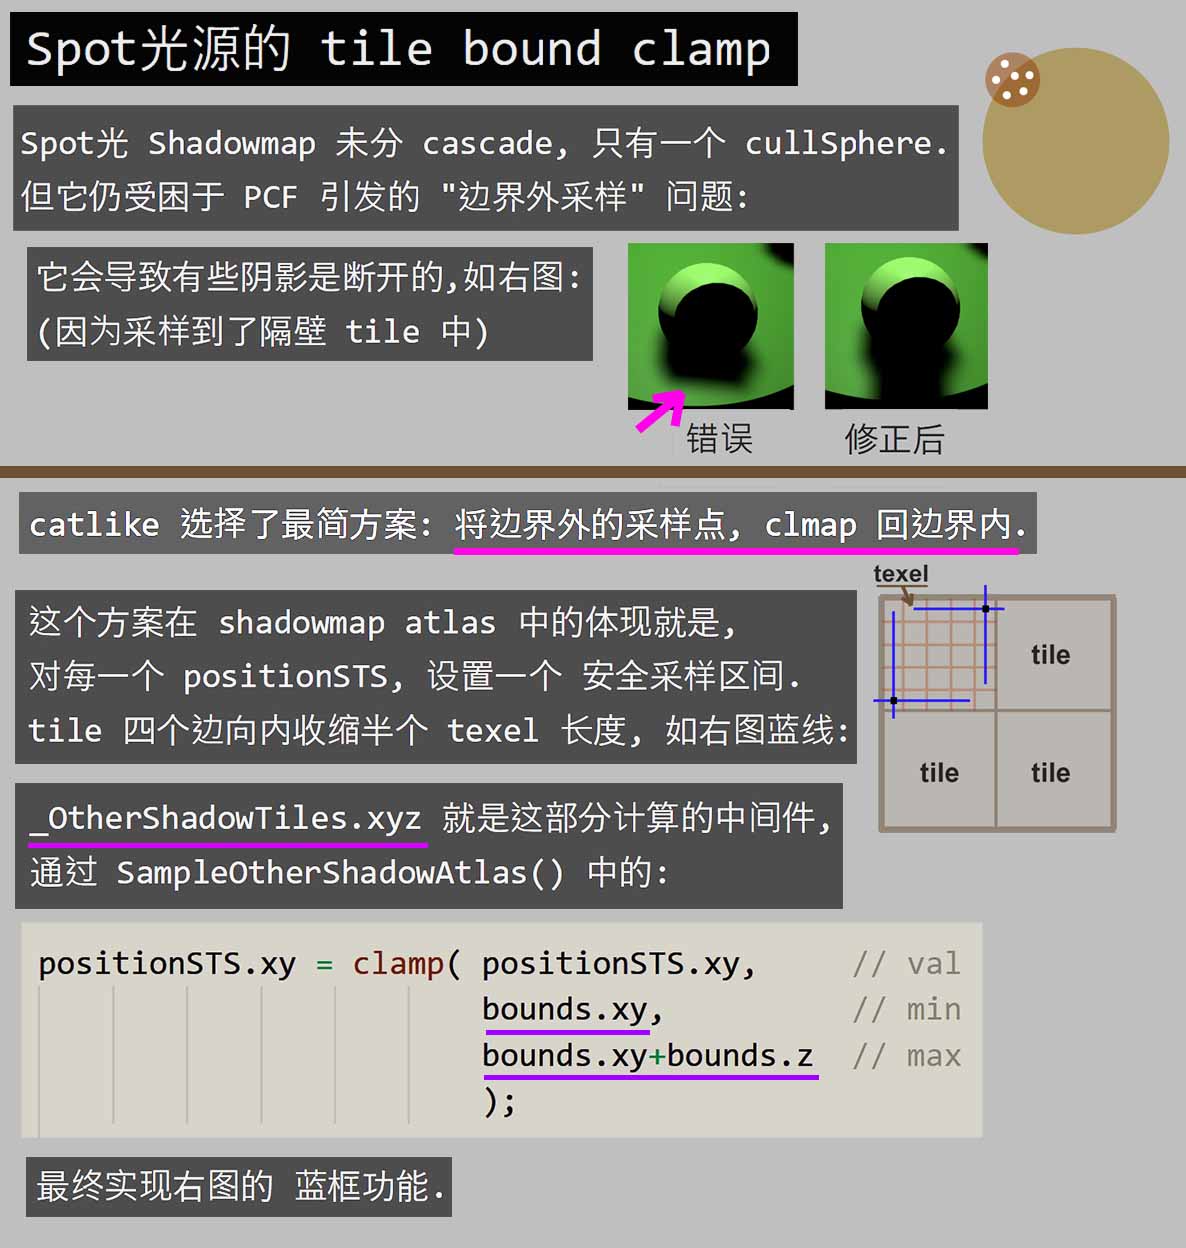 Spot光源的 tile bound clamp
Spot光 Shadowmap 未分 cascade, 只有一个 cullSphere.
但它仍受困于 PCF 引发的 "边界外采样" 问题:
它会导致有些阴影是断开的,如右图:
(因为采样到了隔壁 tile 中)
错误
修正后
catlike 选择了最简方案: 将边界外的采样点, clmap 回边界内.
texel
这个方案在 shadowmap atlas 中的体现就是,
对每一个 positionSTS, 设置一个 安全采样区间.
tile 四个边向内收缩半个 texel 长度, 如右图蓝线:
tile
tile
tile
_OtherShadowTiles.xyz 就是这部分计算的中间件,
通过 SampleOtherShadowAtlas() 中的:
positionSTS.xy = clamp( positionSTS.xy, // val
bounds.xy, // min
bounds.xy+bounds.z // max
);
最终实现右图的 蓝框功能.